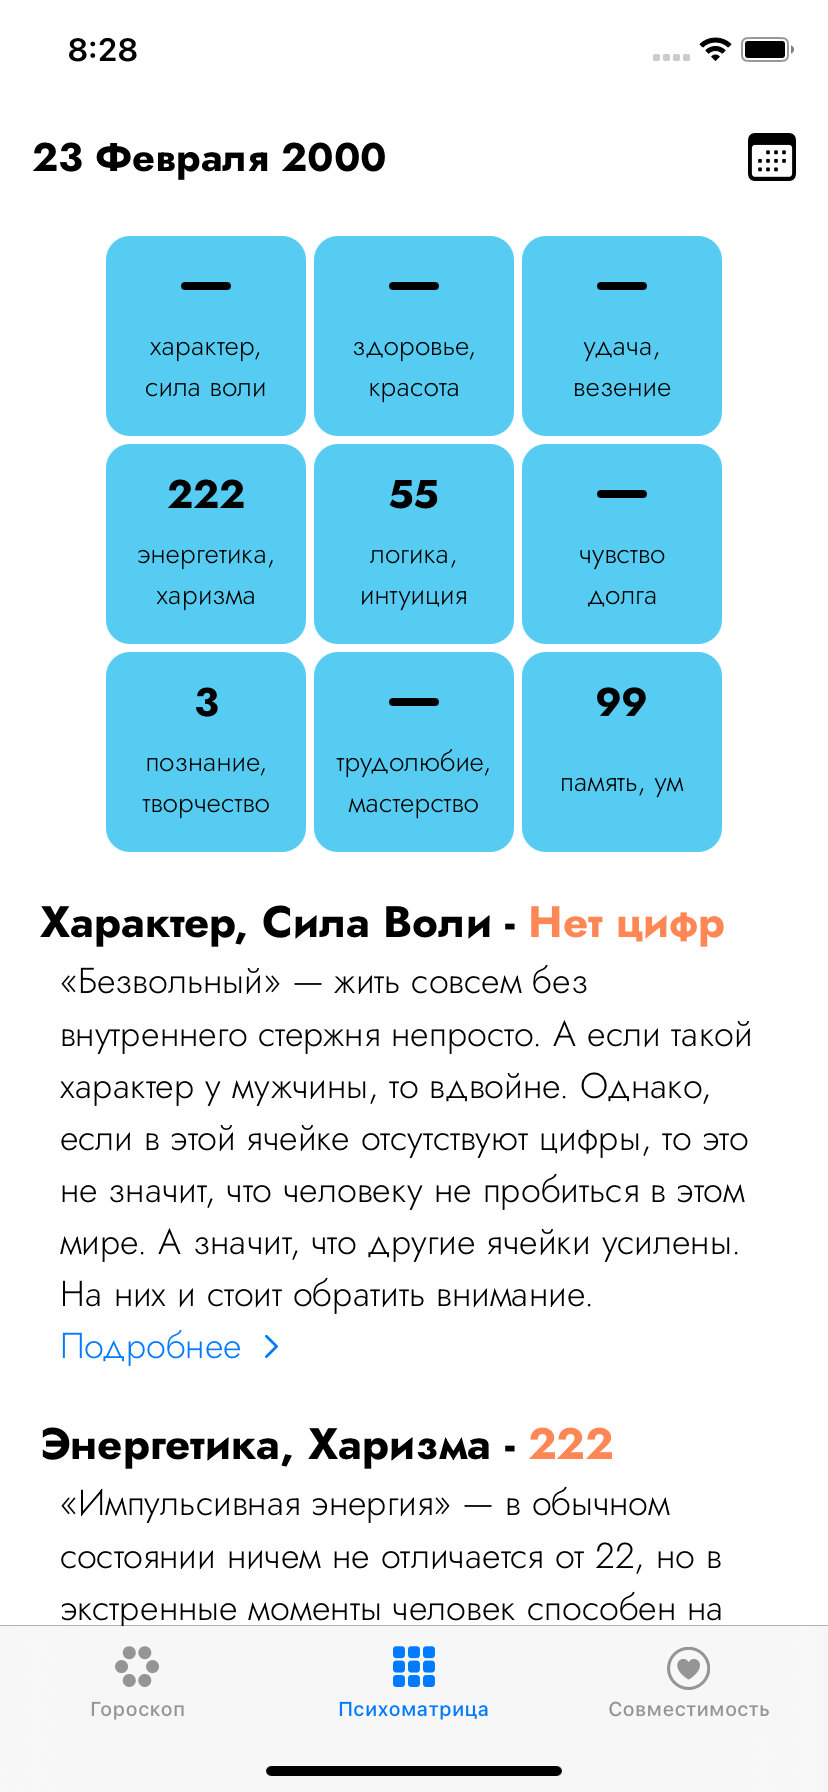 8:28
23 Февраля 2000
— — —
характер, здоровье, удача,
сила воли красота везение
222 55 —
энергетика, логика, чувство
харизма интуиция долга
3 — 99
познание, трудолюбие, память, ум
творчество мастерство
Характер, Сила Воли - Нет цифр
«Безвольный» — жить совсем без
внутреннего стержня непросто. А если такой
характер у мужчины, то вдвойне. Однако,
если в этой ячейке отсутствуют цифры, то это
не значит, что человеку не пробиться в этом
мире. А значит, что другие ячейки усилены.
На них и стоит обратить внимание.
Подробнее
Энергетика, Харизма - 222
«Импульсивная энергия» — в обычном
состоянии ничем не отличается от 22, но в
экстренные моменты человек способен на
Гороскоп Психоматрица Совместимость